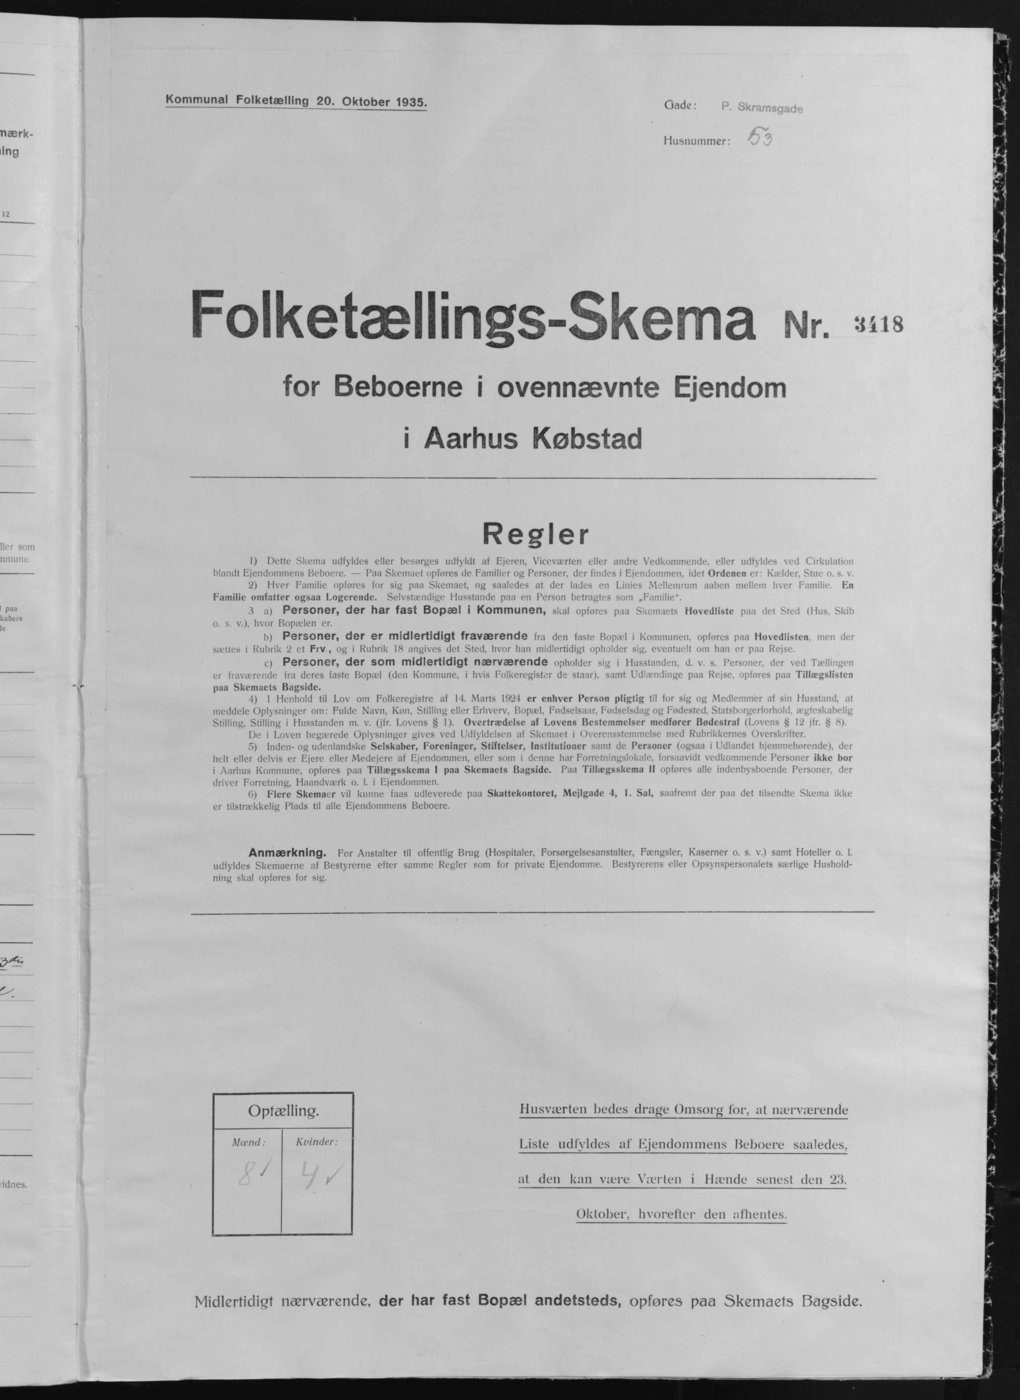 Kommunal Folketælling 20. Oktober 1935.
Gade: P. Skramsgade
Husnummer: 53
Folketællings-Skema Nr. 3418
for Beboerne i ovennævnte Ejendom
i Aarhus Købstad
Regler
1) Dette Skema udfyldes eller besørges udfyldt af Ejeren, Viceværten eller andre Vedkommende, eller udfyldes ved Cirkulation
blandt Ejendommens Beboere. — Paa Skemaet opføres de Familier og Personer, der findes i Ejendommen, idet Ordenen er: Kælder, Stue o. s. v.
2) Hver Familie opføres for sig paa Skemaet, og saaledes at der lades en Linies Mellemrum aaben mellem hver Familie. En
Familie omfatter ogsaa Logerende. Selvstændige Husstande paa en Person betragtes som „Familie“.
3 a) Personer, der har fast Bopæl i Kommunen, skal opføres paa Skemaets Hovedliste paa det Sted (Hus, Skib
o. s. v.), hvor Bopælen er.
b) Personer, der er midlertidigt fraværende fra den faste Bopæl i Kommunen, opføres paa Hovedlisten, men der
sættes i Rubrik 2 et Frv, og i Rubrik 18 angives det Sted, hvor han midlertidigt opholder sig, eventuelt om han er paa Rejse.
c) Personer, der som midlertidigt nærværende opholder sig i Husstanden, d. v. s. Personer, der ved Tællingen
er fraværende fra deres faste Bopæl (den Kommune, i hvis Folkeregister de staar), samt Udlændinge paa Rejse, opføres paa Tillægslisten
paa Skemaets Bagside.
4) I Henhold til Lov om Folkeregistre af 14. Marts 1924 er enhver Person pligtig til for sig og Medlemmer af sin Husstand, at
meddele Oplysninger om: Fulde Navn, Køn, Stilling eller Erhverv, Bopæl, Fødselsaar, Fødselsdag og Fødested, Statsborgerforhold, ægteskabelig
Stilling, Stilling i Husstanden m. v. (jfr. Lovens § 1). Overtrædelse af Lovens Bestemmelser medfører Bødestraf (Lovens § 12 jfr. § 8).
De i Loven begærede Oplysninger gives ved Udfyldelsen af Skemaet i Overensstemmelse med Rubrikkernes Overskrifter.
5) Inden- og udenlandske Selskaber, Foreninger, Stiftelser, Institutioner samt de Personer (ogsaa i Udlandet hjemmehørende), der
helt eller delvis er Ejere eller Medejere af Ejendommen, eller som i denne har Forretningslokale, forsaavidt vedkommende Personer ikke bor
i Aarhus Kommune, opføres paa Tillægsskema I paa Skemaets Bagside. Paa Tillægsskema II opføres alle indenbysboende Personer, der
driver Forretning, Haandværk o. l. i Ejendommen.
6) Flere Skemaer vil kunne faas udleverede paa Skattekontoret, Mejlgade 4, 1. Sal, saafremt der paa det tilsendte Skema ikke
er tilstrækkelig Plads til alle Ejendommens Beboere.
Anmærkning. For Anstalter til offentlig Brug (Hospitaler, Forsørgelsesanstalter, Fængsler, Kaserner o. s. v.) samt Hoteller o. l.
udfyldes Skemaerne af Bestyrerne efter samme Regler som for private Ejendomme. Bestyrerens eller Opsynspersonalets særlige Hushold-
ning skal opføres for sig.
Optælling.
Mænd: Kvinder:
8✓ 4✓
Husværten bedes drage Omsorg for, at nærværende
Liste udfyldes af Ejendommens Beboere saaledes,
at den kan være Værten i Hænde senest den 23.
Oktober, hvorefter den afhentes.
Midlertidigt nærværende, der har fast Bopæl andetsteds, opføres paa Skemaets Bagside.